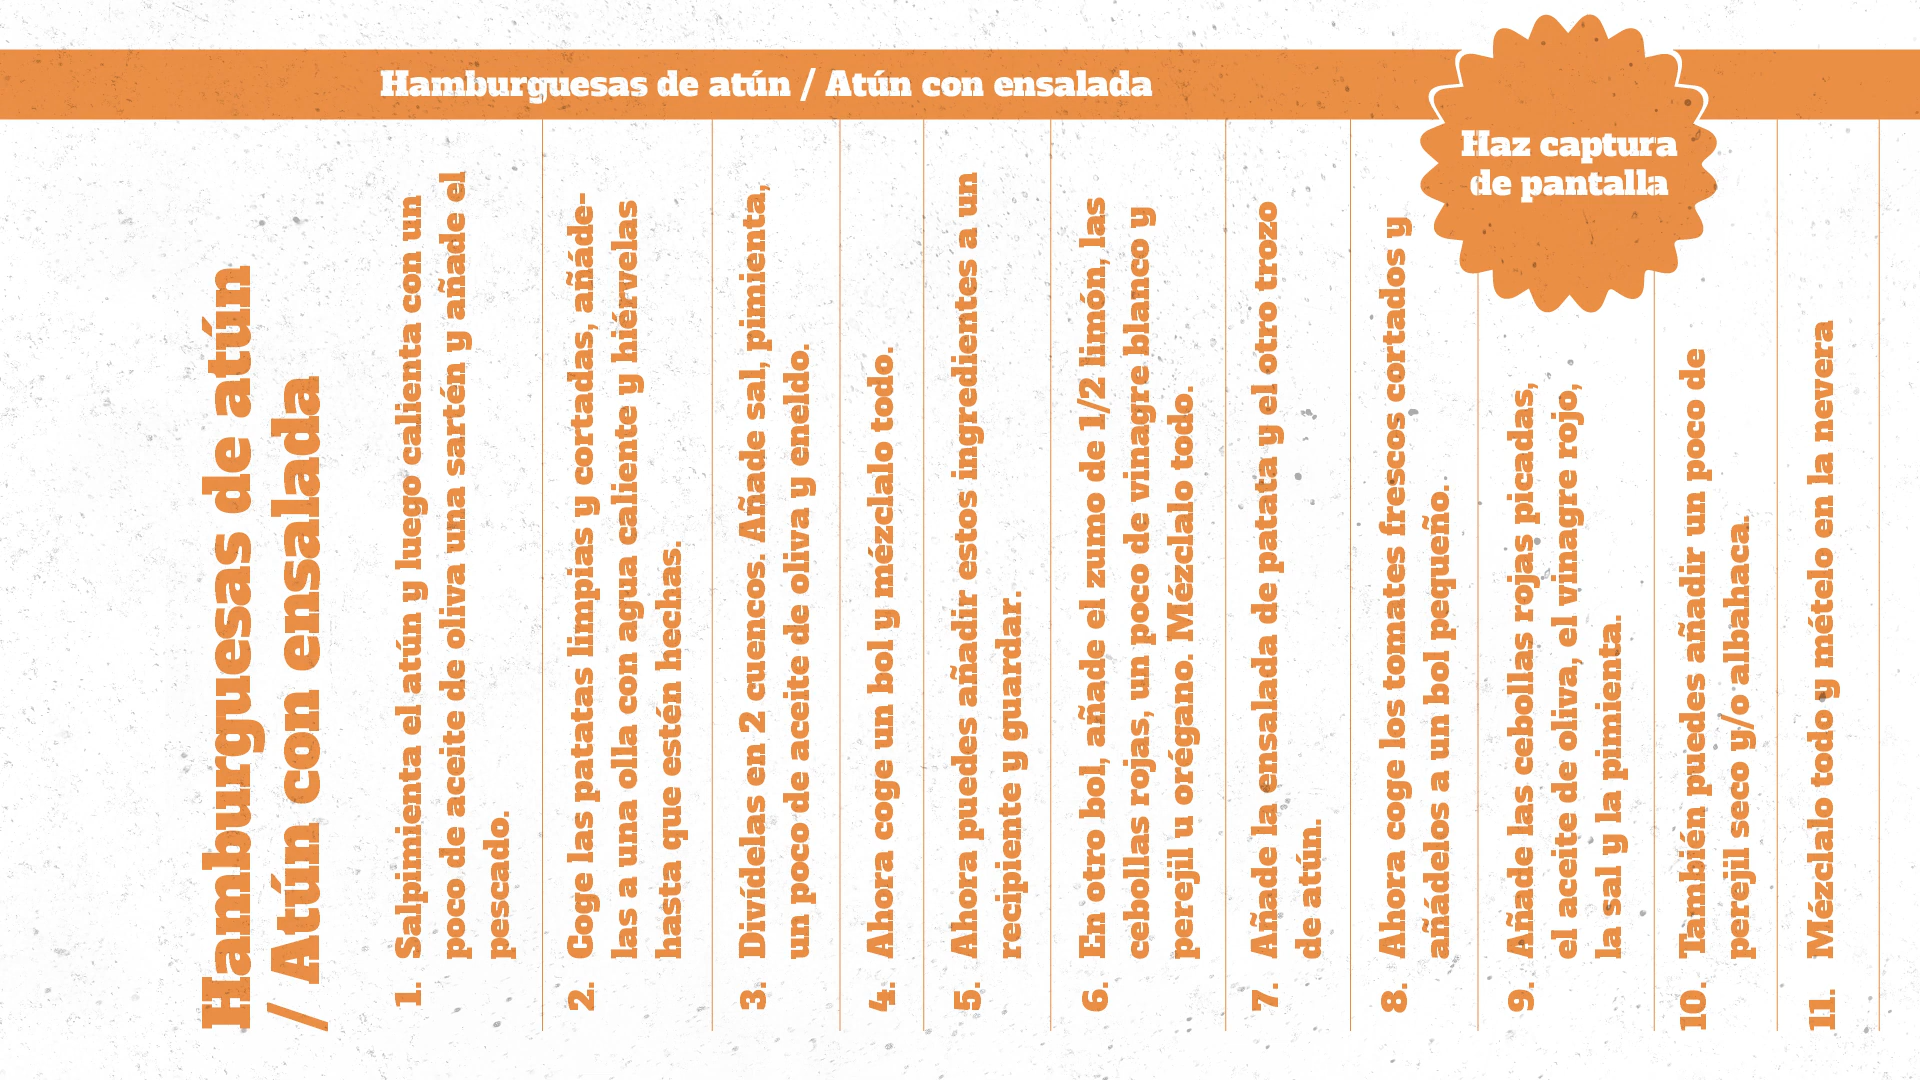 Hamburguesas de atún / Atún con ensalada
Haz captura
de pantalla
Hamburguesas de atún
/ Atún con ensalada
1. Salpimienta el atún y luego calienta con un
poco de aceite de oliva una sartén y añade el
pescado.
2. Coge las patatas limpias y cortadas, añáde-
las a una olla con agua caliente y hiérvelas
hasta que estén hechas.
3. Divídelas en 2 cuencos. Añade sal, pimienta,
un poco de aceite de oliva y eneldo.
4. Ahora coge un bol y mézclalo todo.
5. Ahora puedes añadir estos ingredientes a un
recipiente y guardar.
6. En otro bol, añade el zumo de 1/2 limón, las
cebollas rojas, un poco de vinagre blanco y
perejil u orégano. Mézclalo todo.
7. Añade la ensalada de patata y el otro trozo
de atún.
8. Ahora coge los tomates frescos cortados y
añádelos a un bol pequeño.
9. Añade las cebollas rojas picadas,
el aceite de oliva, el vinagre rojo,
la sal y la pimienta.
10. También puedes añadir un poco de
perejil seco y/o albahaca.
11. Mézclalo todo y mételo en la nevera